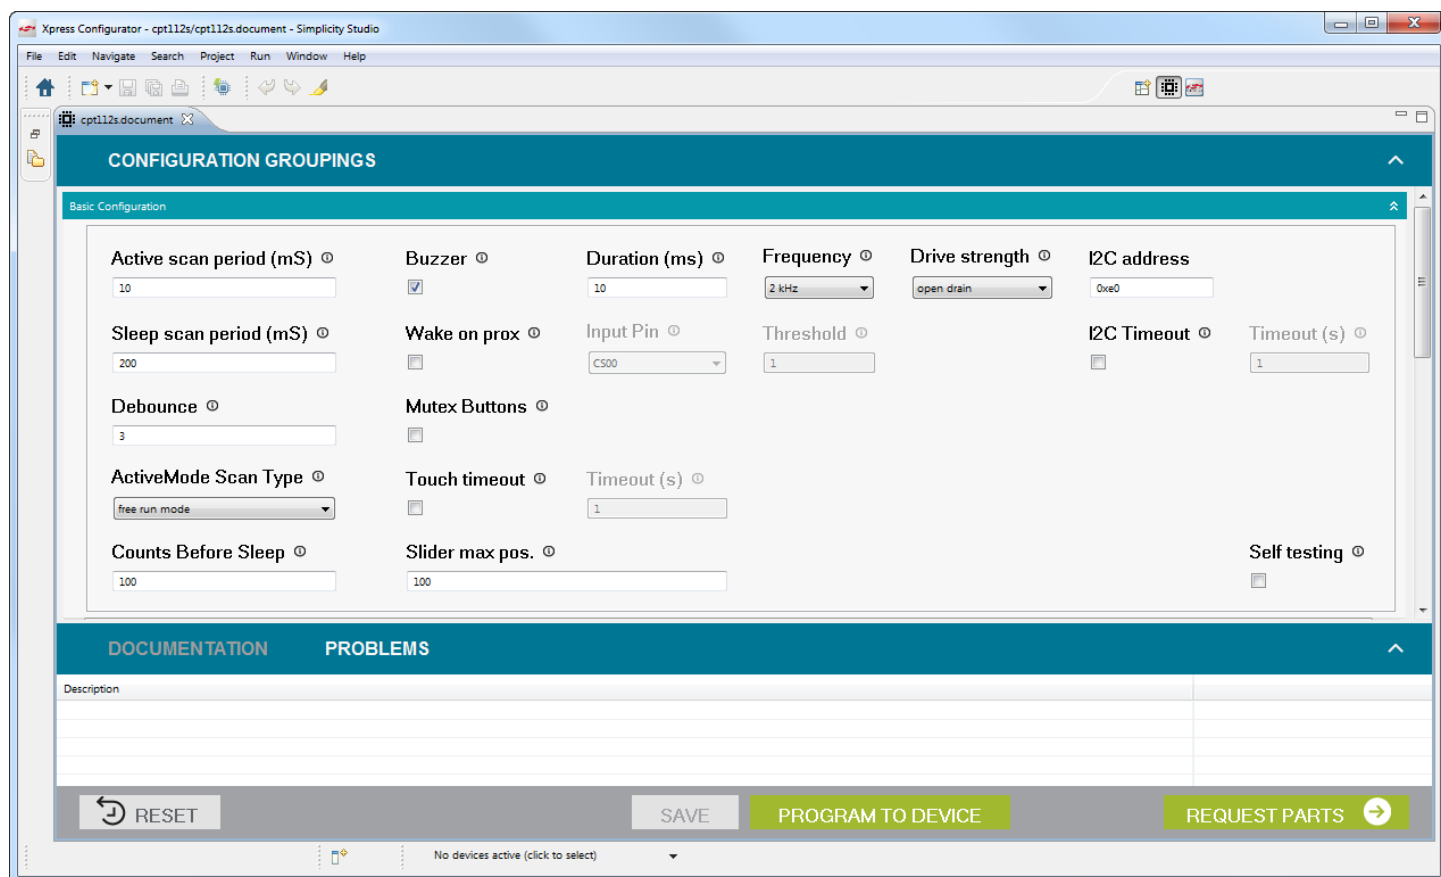 Xpress Configurator - cpt112s/cpt112s.document - Simplicity Studio
File Edit Navigate Search Project Run Window Help
cpt112s.document
CONFIGURATION GROUPINGS
Basic Configuration
Active scan period (mS) Buzzer Duration (ms) Frequency Drive strength I2C address
10 10 2 kHz open drain 0xe0
Sleep scan period (mS) Wake on prox Input Pin Threshold I2C Timeout Timeout (s)
200 CS00 1 1
Debounce Mutex Buttons
3
ActiveMode Scan Type Touch timeout Timeout (s)
free run mode 1
Counts Before Sleep Slider max pos. Self testing
100 100
DOCUMENTATION PROBLEMS
Description
RESET SAVE PROGRAM TO DEVICE REQUEST PARTS
No devices active (click to select)